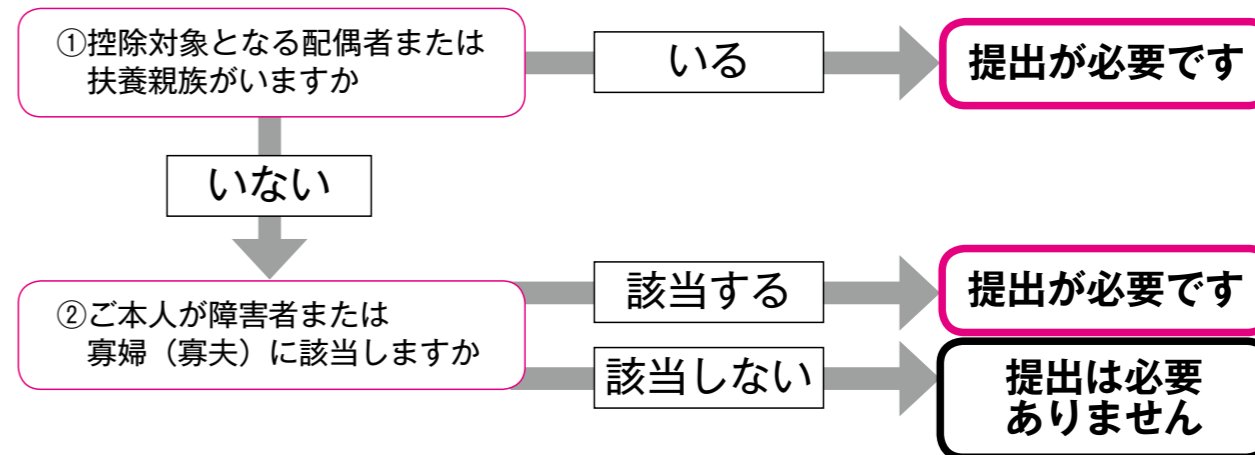 ①控除対象となる配偶者または
扶養親族がいますか
いる
提出が必要です
いない
②ご本人が障害者または
寡婦（寡夫）に該当しますか
該当する
提出が必要です
該当しない
提出は必要
ありません